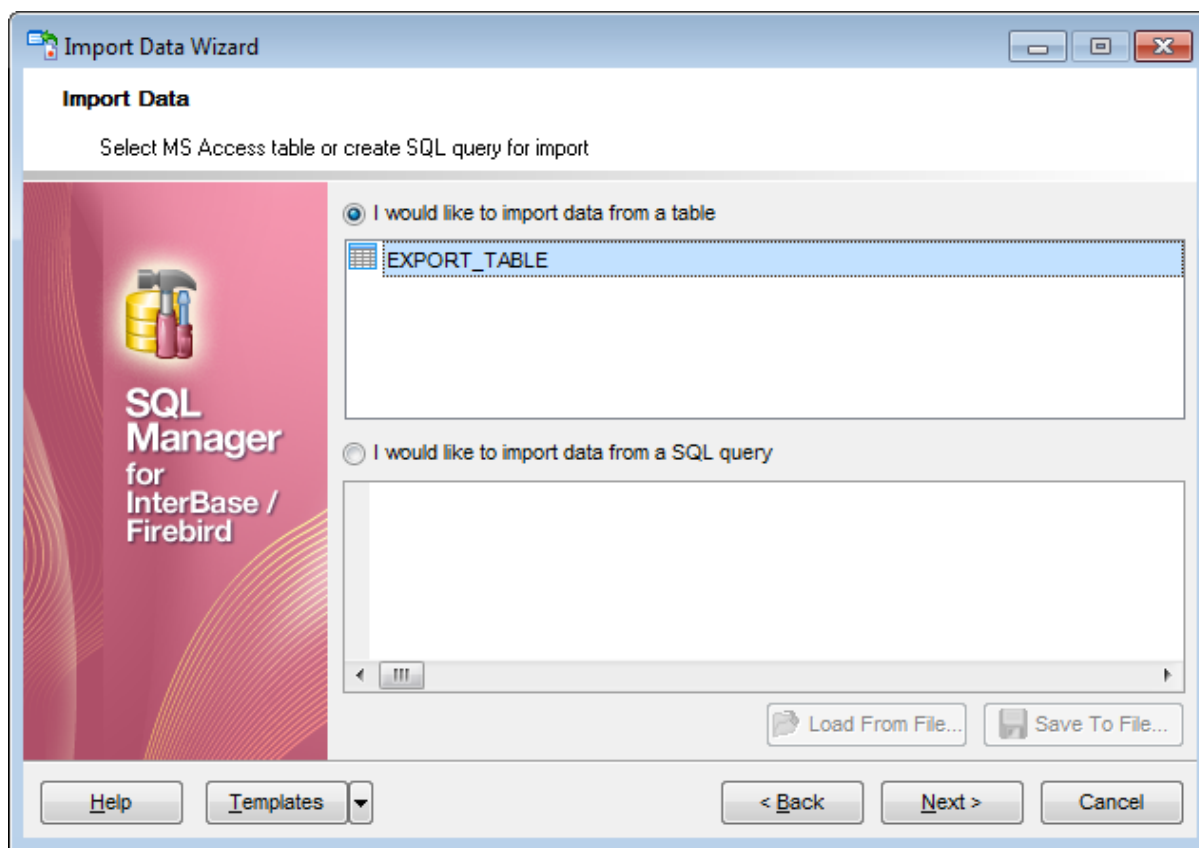 Import Data Wizard
Import Data
Select MS Access table or create SQL query for import
I would like to import data from a table
EXPORT_TABLE
SQL
Manager
for
InterBase /
Firebird
I would like to import data from a SQL query
Load From File...
Save To File...
Help
Templates
< Back
Next >
Cancel